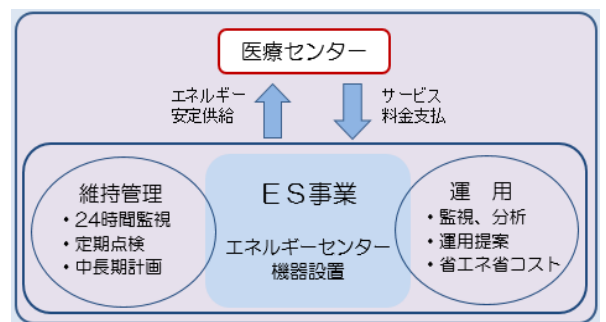 医療センター
エネルギー
安定供給
サービス
料金支払
維持管理
・24時間監視
・定期点検
・中長期計画
ＥＳ事業
エネルギーセンター
機器設置
運　用
・監視、分析
・運用提案
・省エネ省コスト